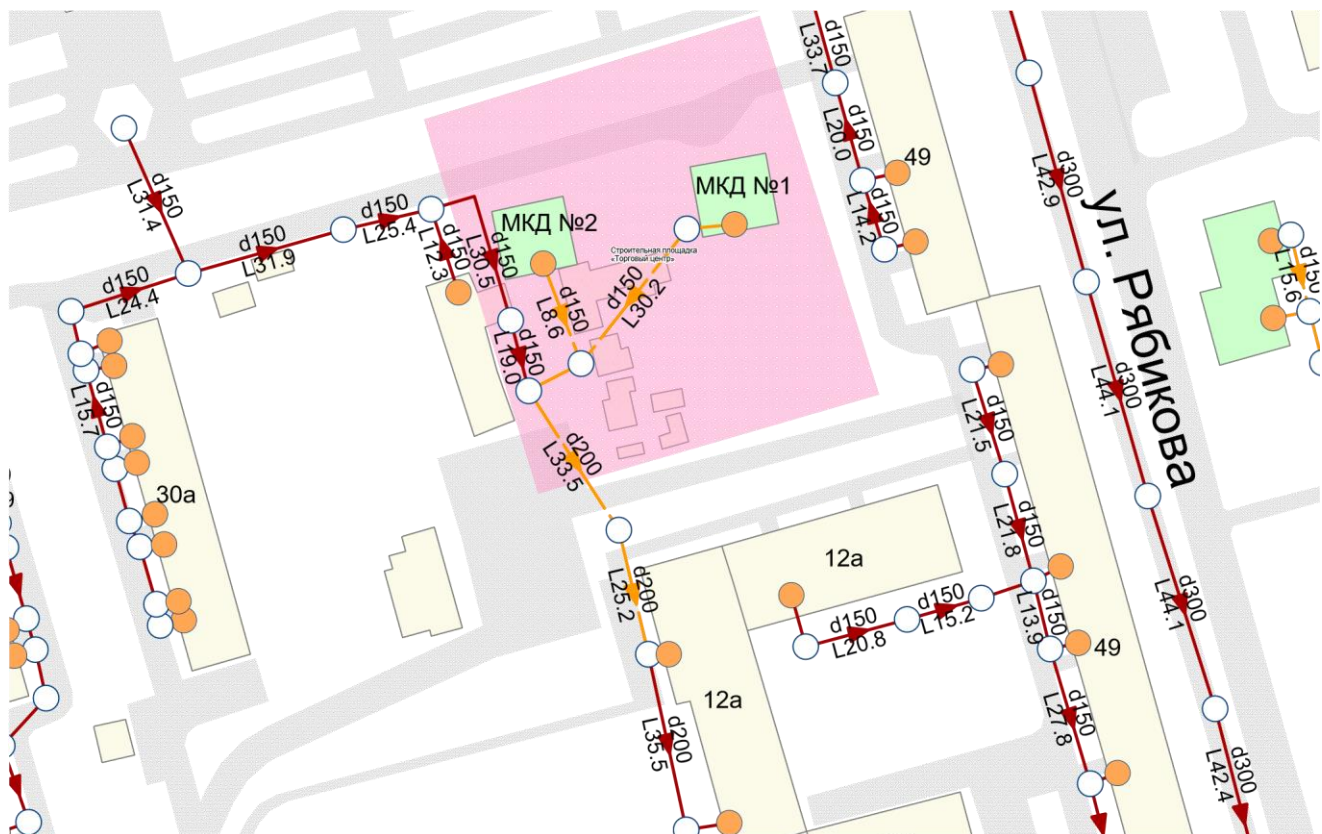 d150
L33.7
d150
L20.0
49
d150
L14.2
d150
L31.4
d150
L24.4
d150
L31.9
d150
L25.4
d150
L12.3
d150
L30.5
d150
L19.0
МКД №2
МКД №1
Строительная площадка
«Торговый центр»
d150
L8.6
d150
L30.2
d200
L33.5
d200
L25.2
d200
L35.5
d150
L15.7
30а
12а
12а
d150
L20.8
d150
L15.2
d150
L21.5
d150
L21.8
d150
L13.9
49
d150
L27.8
d300
L42.9
d300
L44.1
d300
L44.1
d300
L42.4
ул. Рябикова
d150
L15.6